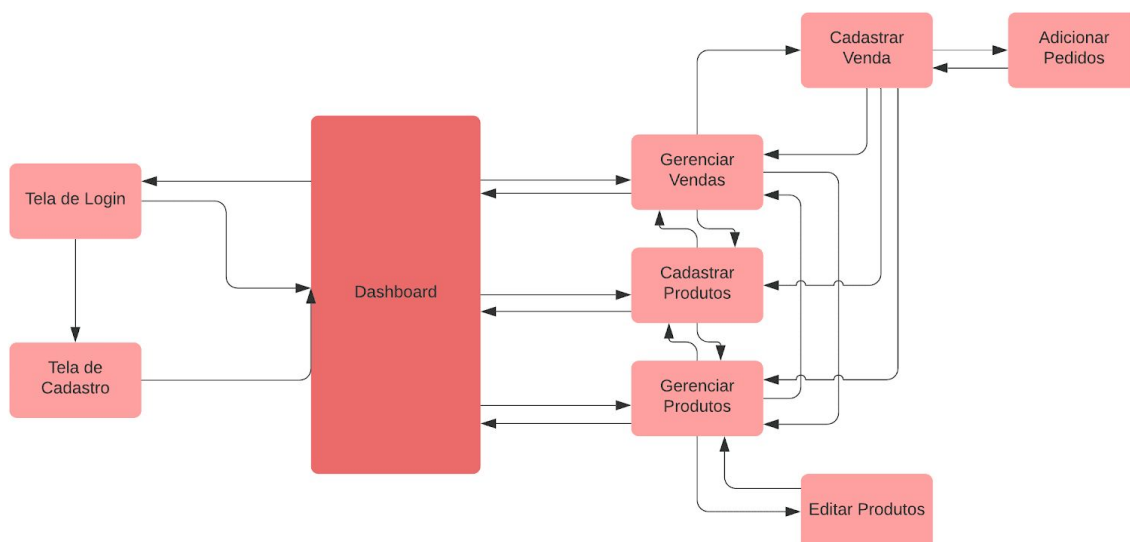 Cadastrar
Venda
Adicionar
Pedidos
Gerenciar
Vendas
Tela de Login
Dashboard
Cadastrar
Produtos
Tela de
Cadastro
Gerenciar
Produtos
Editar Produtos